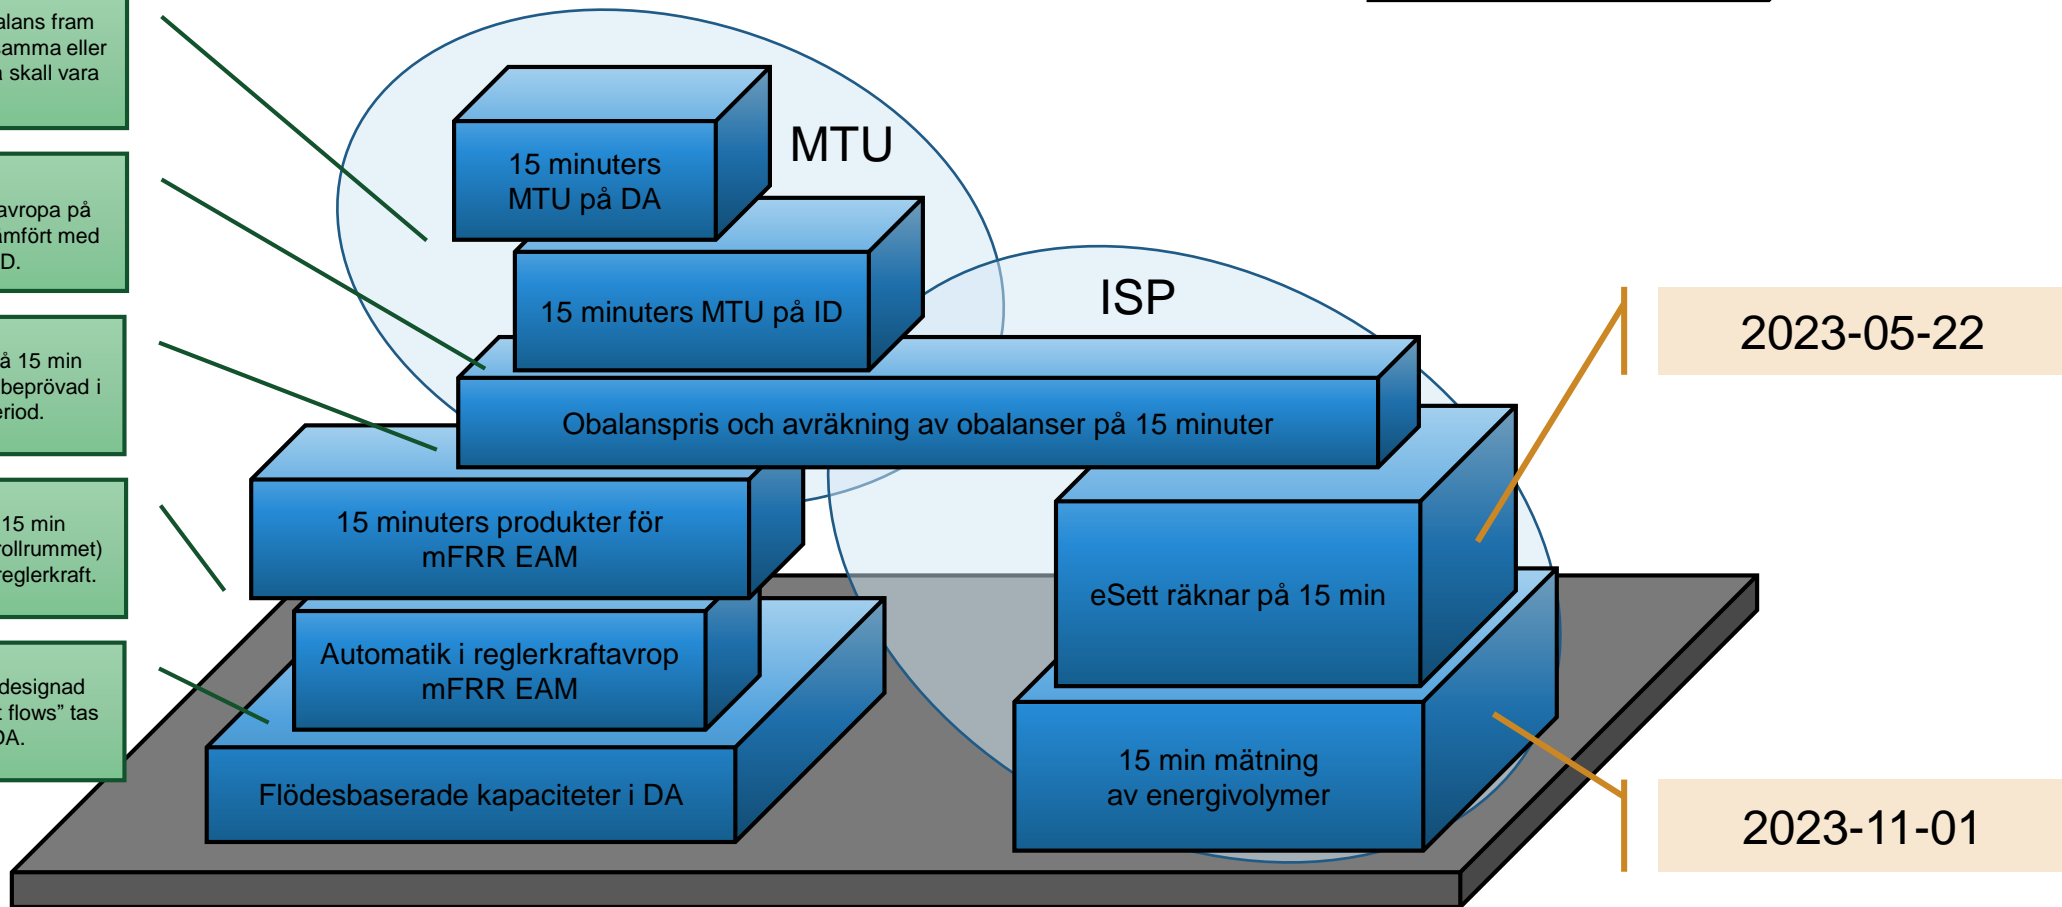 alans fram
samma eller
skall vara
avropa på
ämfört med
D.
å 15 min
beprövad i
eriod.
15 min
rollrummet)
reglerkraft.
designad
t flows” tas
DA.
MTU
15 minuters
MTU på DA
15 minuters MTU på ID
ISP
Obalanspris och avräkning av obalanser på 15 minuter
15 minuters produkter för
mFRR EAM
eSett räknar på 15 min
Automatik i reglerkraftavrop
mFRR EAM
15 min mätning
av energivolymer
Flödesbaserade kapaciteter i DA
2023-05-22
2023-11-01